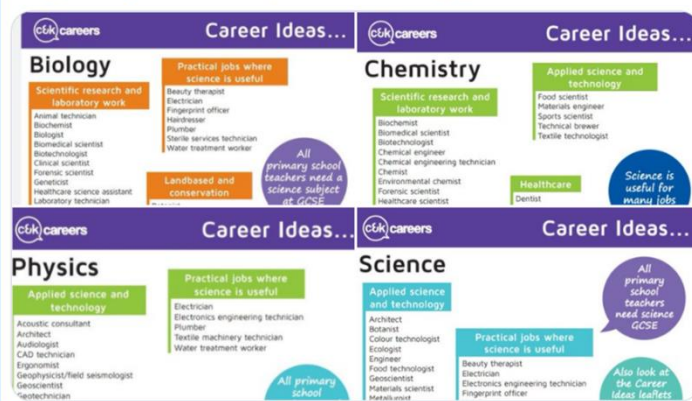 c&k careers
Career Ideas...
Biology
Scientific research and
laboratory work
Animal technician
Biochemist
Biologist
Biomedical scientist
Biotechnologist
Clinical scientist
Forensic scientist
Geneticist
Healthcare science assistant
Laboratory technician
Practical jobs where
science is useful
Beauty therapist
Electrician
Fingerprint officer
Hairdresser
Plumber
Sterile services technician
Water treatment worker
Landbased and
conservation
All
primary school
teachers need a
science subject
at GCSE
c&k careers
Career Ideas...
Chemistry
Scientific research and
laboratory work
Biochemist
Biomedical scientist
Biotechnologist
Chemical engineer
Chemical engineering technician
Chemist
Environmental chemist
Forensic scientist
Healthcare scientist
Applied science and
technology
Food scientist
Materials engineer
Sports scientist
Technical brewer
Textile technologist
Healthcare
Dentist
Science is
useful for
many jobs
c&k careers
Career Ideas...
Physics
Applied science and
technology
Acoustic consultant
Architect
Audiologist
CAD technician
Ergonomist
Geophysicist/field seismologist
Geoscientist
Geotechnician
Practical jobs where
science is useful
Electrician
Electronics engineering technician
Plumber
Textile machinery technician
Water treatment worker
All primary
school
c&k careers
Career Ideas...
Science
Applied science
and technology
Architect
Botanist
Colour technologist
Ecologist
Engineer
Food technologist
Geoscientist
Materials scientist
Metallurgist
Practical jobs where
science is useful
Beauty therapist
Electrician
Electronics engineering technician
Fingerprint officer
All
primary
school
teachers
need science
GCSE
Also look at
the Career
Ideas leaflets